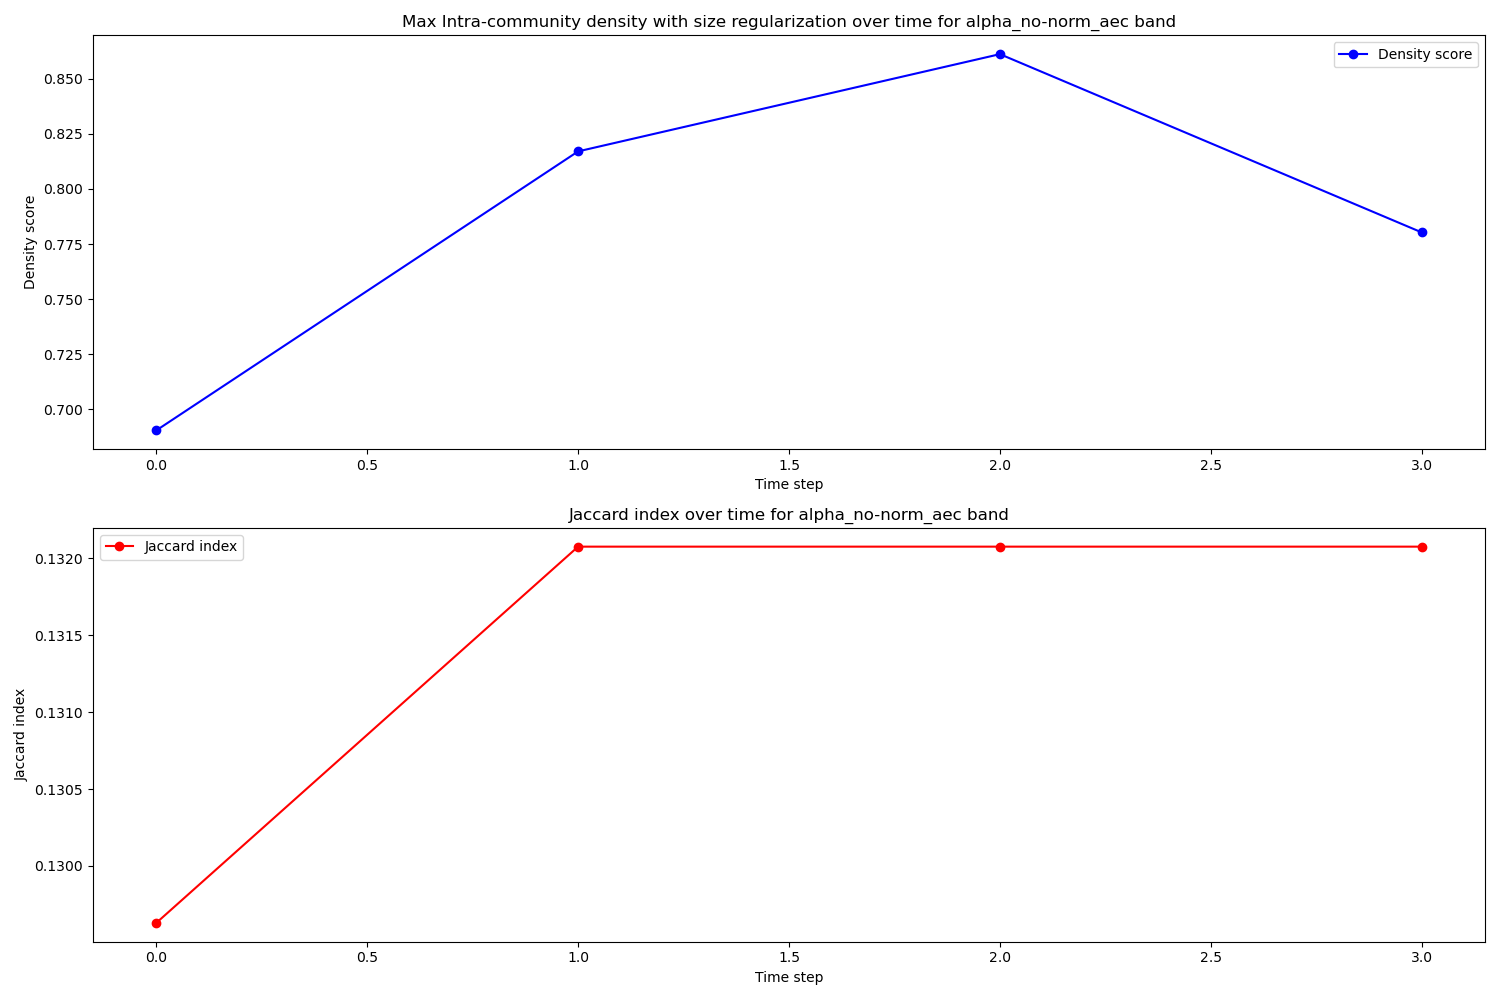 Max Intra-community density with size regularization over time for alpha_no-norm_aec band
Density score
0.850
0.825
0.800
0.775
0.750
0.725
0.700
Density score
0.0 0.5 1.0 1.5 2.0 2.5 3.0
Time step
Jaccard index over time for alpha_no-norm_aec band
Jaccard index
0.1320
0.1315
0.1310
0.1305
0.1300
Jaccard index
0.0 0.5 1.0 1.5 2.0 2.5 3.0
Time step